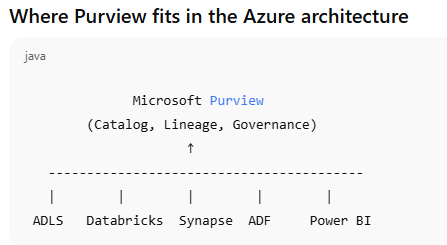 Where Purview fits in the Azure architecture
java
Microsoft Purview
(Catalog, Lineage, Governance)
↑
----------------------------------------
| | | | |
ADLS Databricks Synapse ADF Power BI